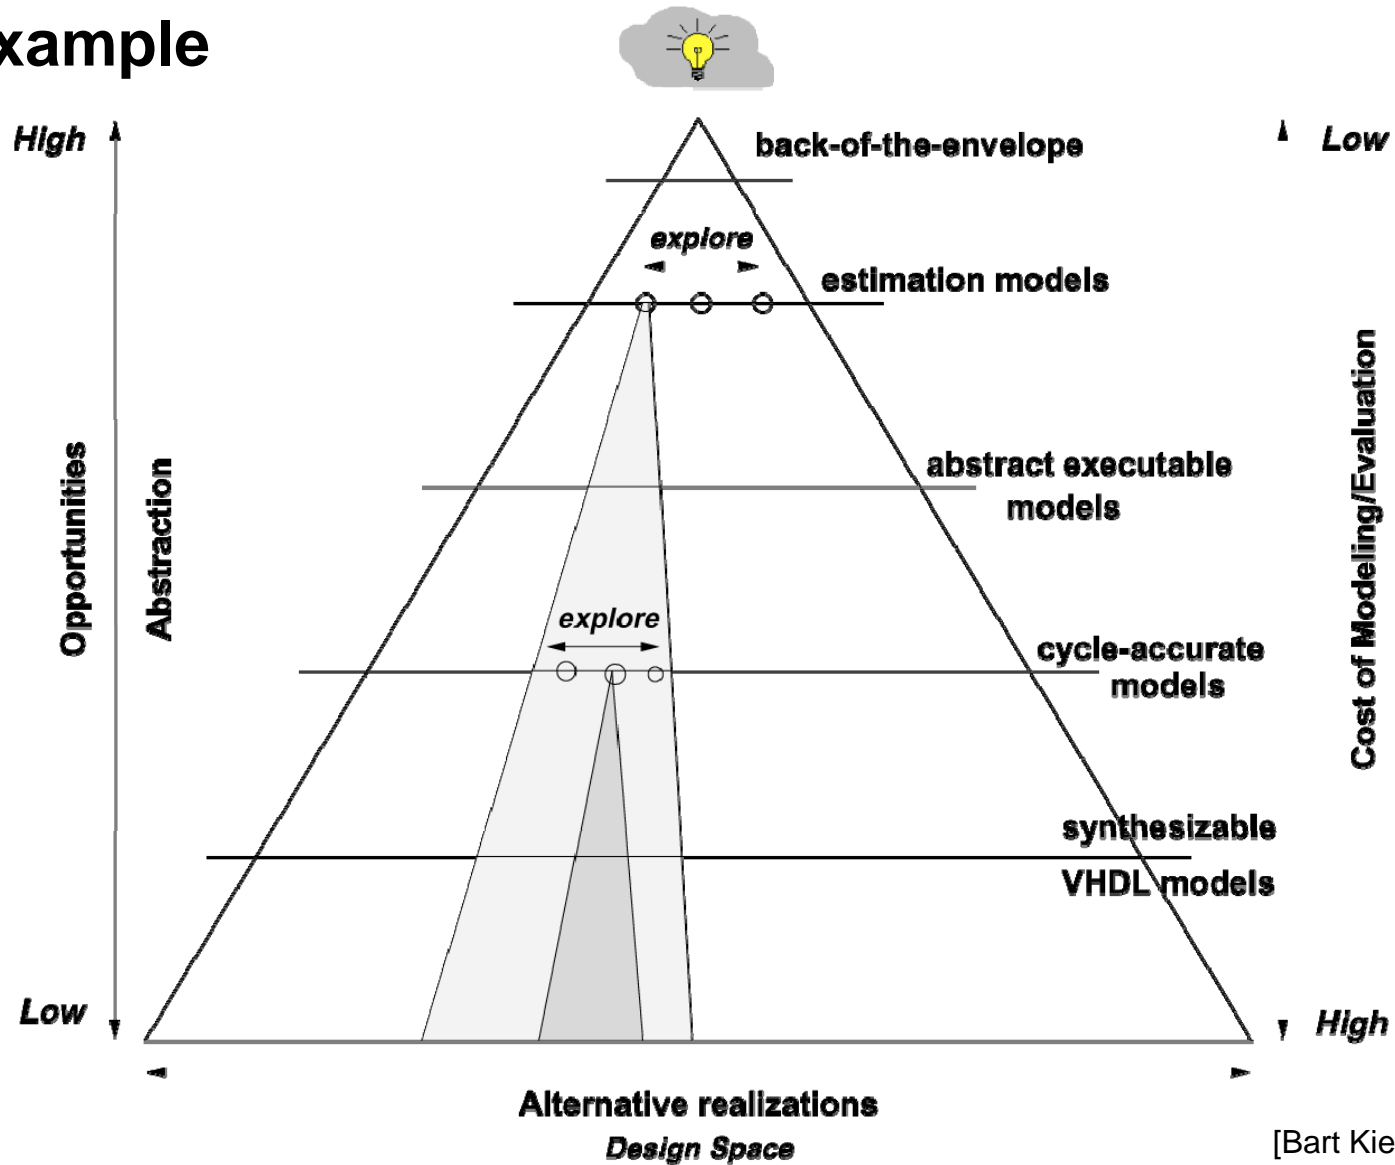 xample
High
Low
back-of-the-envelope
explore
estimation models
abstract executable
models
Opportunities
Abstraction
Cost of Modeling/Evaluation
explore
cycle-accurate
models
synthesizable
VHDL models
Low
High
Alternative realizations
Design Space
[Bart Kie